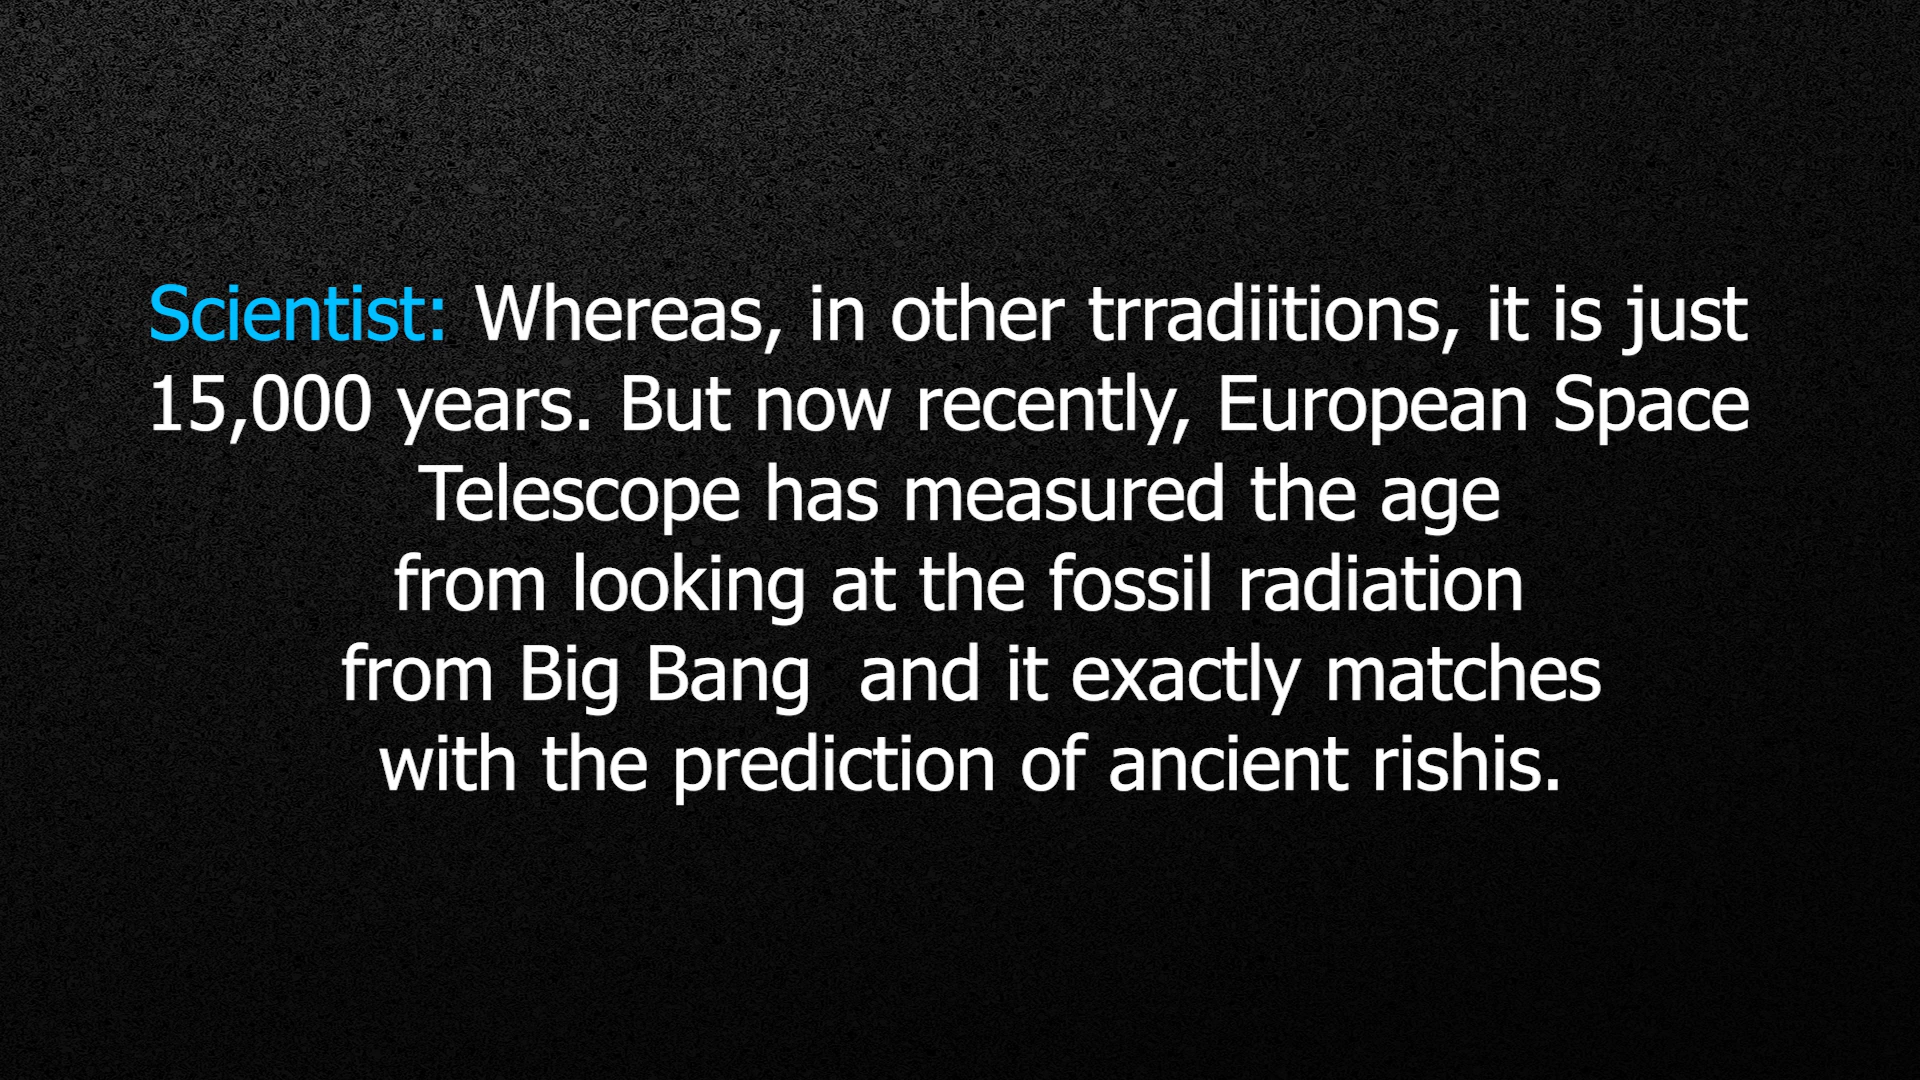 Scientist: Whereas, in other trradiitions, it is just
15,000 years. But now recently, European Space
Telescope has measured the age
from looking at the fossil radiation
from Big Bang  and it exactly matches
with the prediction of ancient rishis.